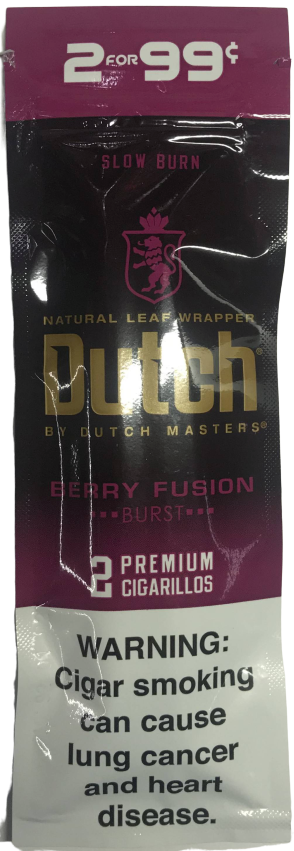 2 FOR 99¢
SLOW BURN
NATURAL LEAF WRAPPER
Dutch®
BY DUTCH MASTERS®
BERRY FUSION
BURST
2 PREMIUM
CIGARILLOS
WARNING:
Cigar smoking
can cause
lung cancer
and heart
disease.